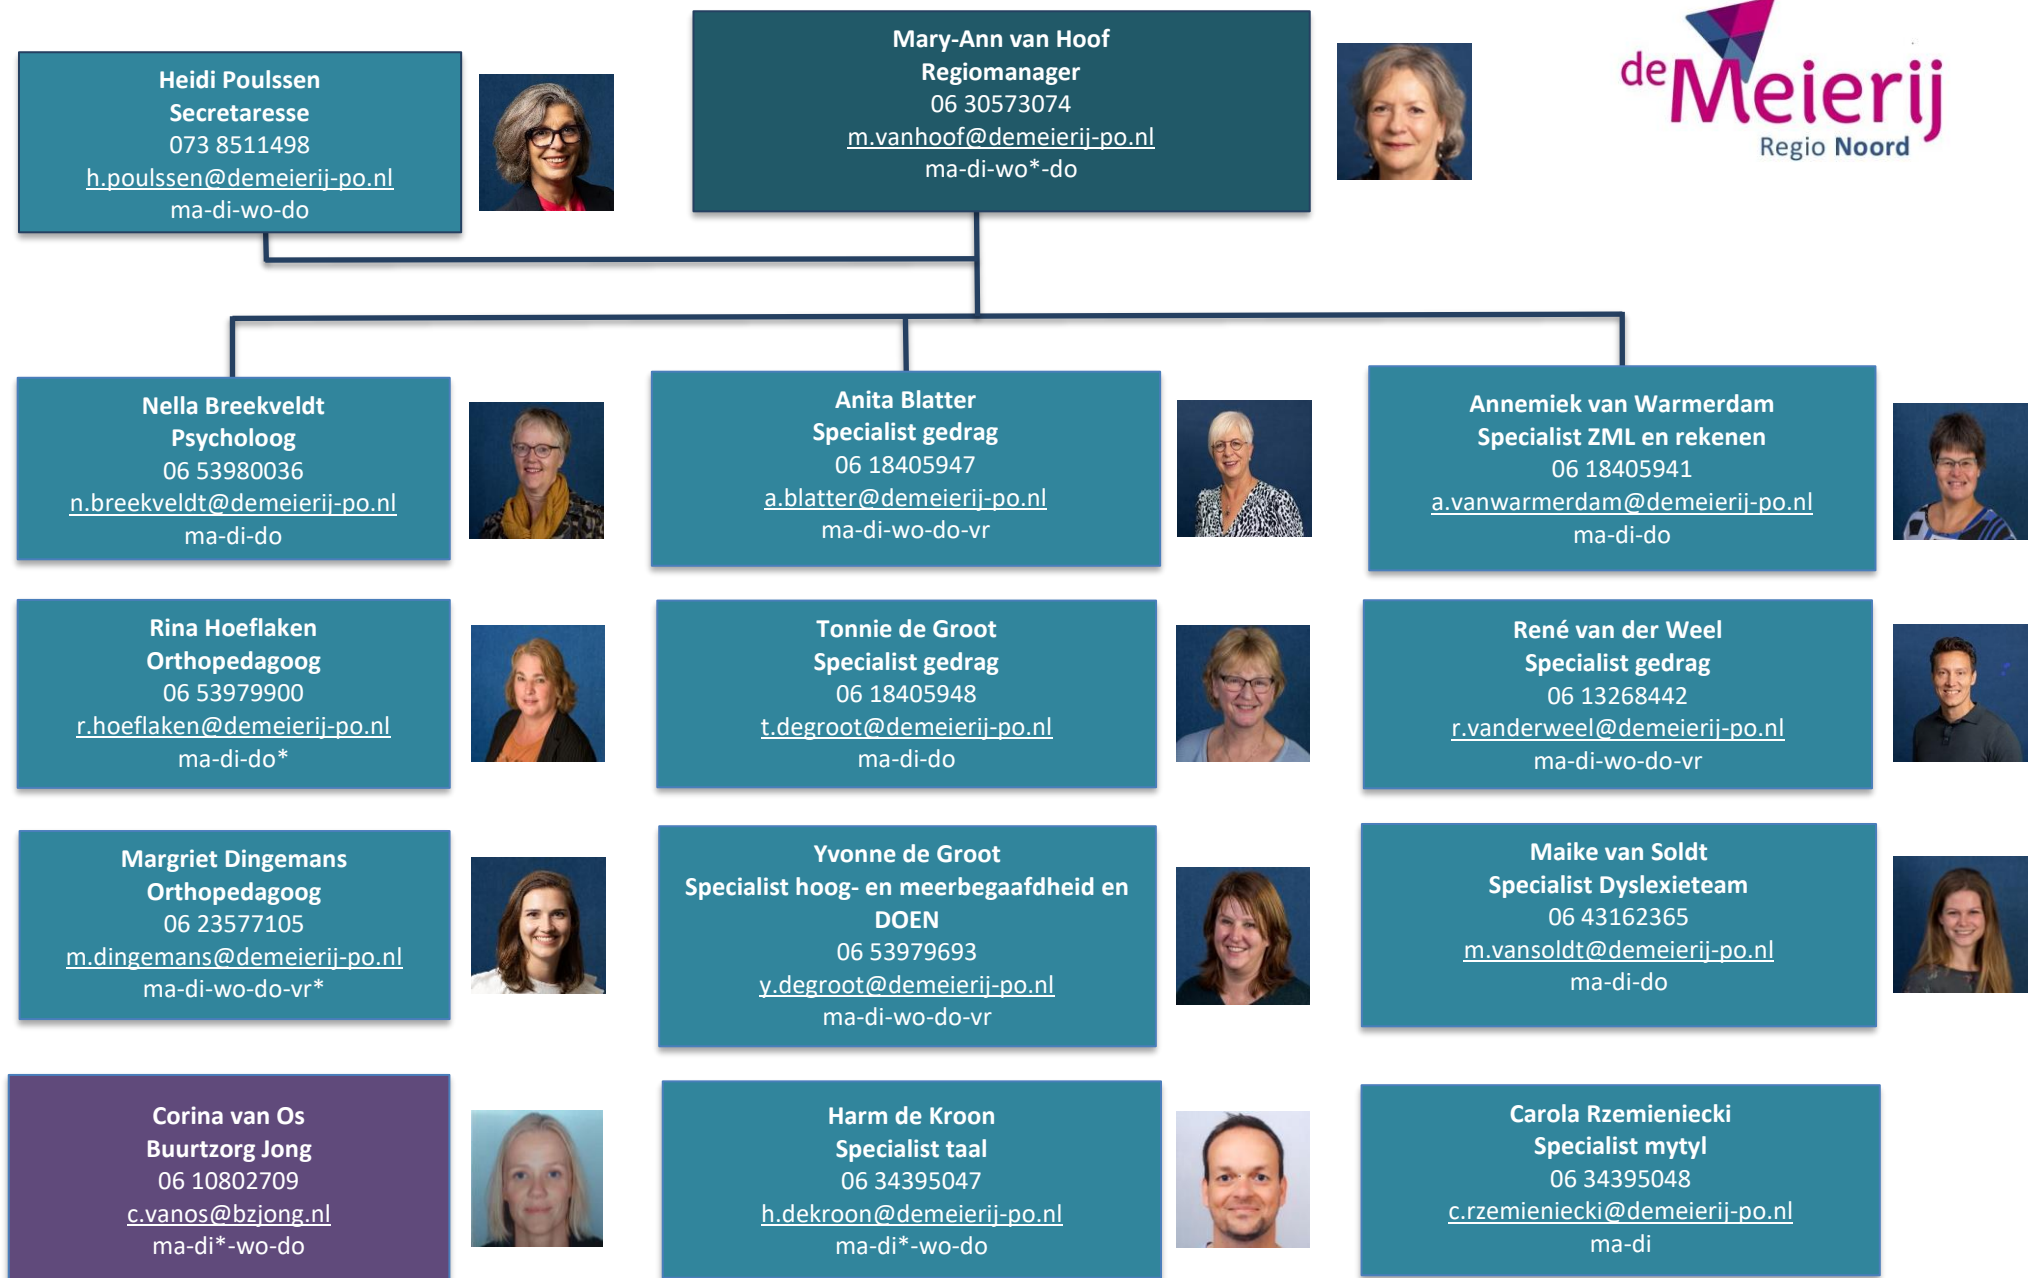 Heidi Poulssen
Secretaresse
073 8511498
h.poulssen@demeierij-po.nl
ma-di-wo-do
Mary-Ann van Hoof
Regiomanager
06 30573074
m.vanhoof@demeierij-po.nl
ma-di-wo*-do
de Meierij
Regio Noord
Nella Breekveldt
Psycholoog
06 53980036
n.breekveldt@demeierij-po.nl
ma-di-do
Anita Blatter
Specialist gedrag
06 18405947
a.blatter@demeierij-po.nl
ma-di-wo-do-vr
Annemiek van Warmerdam
Specialist ZML en rekenen
06 18405941
a.vanwarmerdam@demeierij-po.nl
ma-di-do
Rina Hoeflaken
Orthopedagoog
06 53979900
r.hoeflaken@demeierij-po.nl
ma-di-do*
Tonnie de Groot
Specialist gedrag
06 18405948
t.degroot@demeierij-po.nl
ma-di-do
René van der Weel
Specialist gedrag
06 13268442
r.vanderweel@demeierij-po.nl
ma-di-wo-do-vr
Margriet Dingemans
Orthopedagoog
06 23577105
m.dingemans@demeierij-po.nl
ma-di-wo-do-vr*
Yvonne de Groot
Specialist hoog- en meerbegaafdheid en
DOEN
06 53979693
y.degroot@demeierij-po.nl
ma-di-wo-do-vr
Maike van Soldt
Specialist Dyslexieteam
06 43162365
m.vansoldt@demeierij-po.nl
ma-di-do
Corina van Os
Buurtzorg Jong
06 10802709
c.vanos@bzjong.nl
ma-di*-wo-do
Harm de Kroon
Specialist taal
06 34395047
h.dekroon@demeierij-po.nl
ma-di*-wo-do
Carola Rzemieniecki
Specialist mytyl
06 34395048
c.rzemieniecki@demeierij-po.nl
ma-di